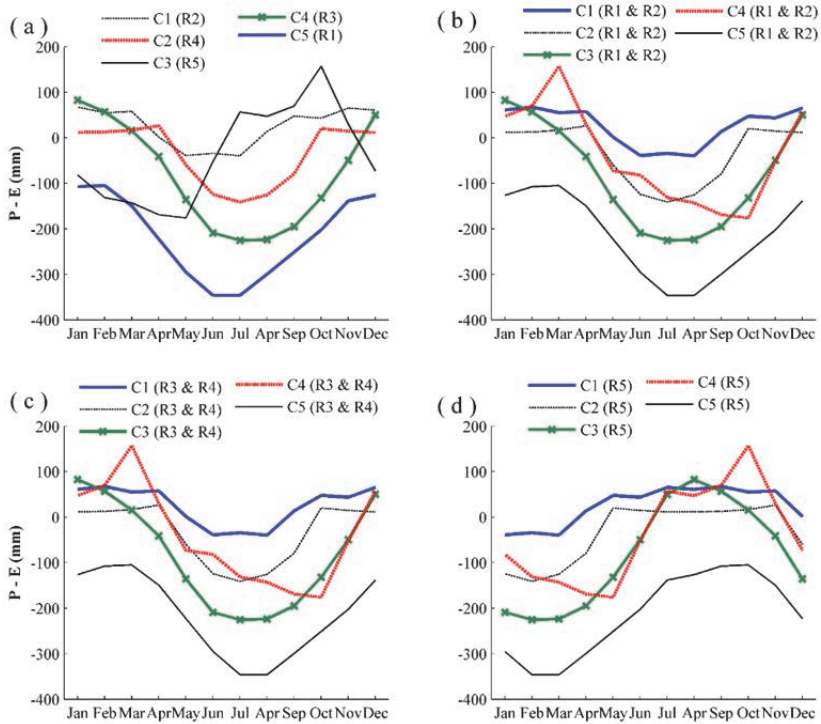 (a)
C1 (R2)
C2 (R4)
C3 (R5)
C4 (R3)
C5 (R1)
200
100
0
-100
-200
-300
-400
P - E (mm)
Jan Feb Mar Apr May Jun Jul Apr Sep Oct Nov Dec
(b)
C1 (R1 & R2)
C2 (R1 & R2)
C3 (R1 & R2)
C4 (R1 & R2)
C5 (R1 & R2)
200
100
0
-100
-200
-300
-400
Jan Feb Mar Apr May Jun Jul Apr Sep Oct Nov Dec
(c)
C1 (R3 & R4)
C2 (R3 & R4)
C3 (R3 & R4)
C4 (R3 & R4)
C5 (R3 & R4)
200
100
0
-100
-200
-300
-400
P - E (mm)
Jan Feb Mar Apr May Jun Jul Apr Sep Oct Nov Dec
(d)
C1 (R5)
C2 (R5)
C3 (R5)
C4 (R5)
C5 (R5)
200
100
0
-100
-200
-300
-400
Jan Feb Mar Apr May Jun Jul Apr Sep Oct Nov Dec